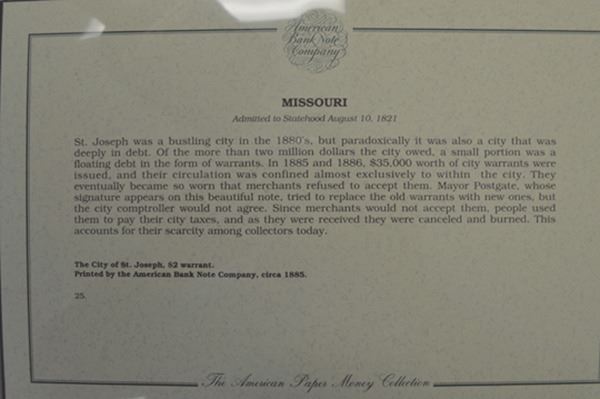 American
Bank Note
Company
MISSOURI
Admitted to Statehood August 10, 1821
St. Joseph was a bustling city in the 1880's, but paradoxically it was also a city that was
deeply in debt. Of the more than two million dollars the city owed, a small portion was a
floating debt in the form of warrants. In 1885 and 1886, $35,000 worth of city warrants were
issued, and their circulation was confined almost exclusively to within the city. They
eventually became so worn that merchants refused to accept them. Mayor Postgate, whose
signature appears on this beautiful note, tried to replace the old warrants with new ones, but
the city comptroller would not agree. Since merchants would not accept them, people used
them to pay their city taxes, and as they were received they were canceled and burned. This
accounts for their scarcity among collectors today.
The City of St. Joseph, $2 warrant.
Printed by the American Bank Note Company, circa 1885.
25.
The American Paper Money Collection